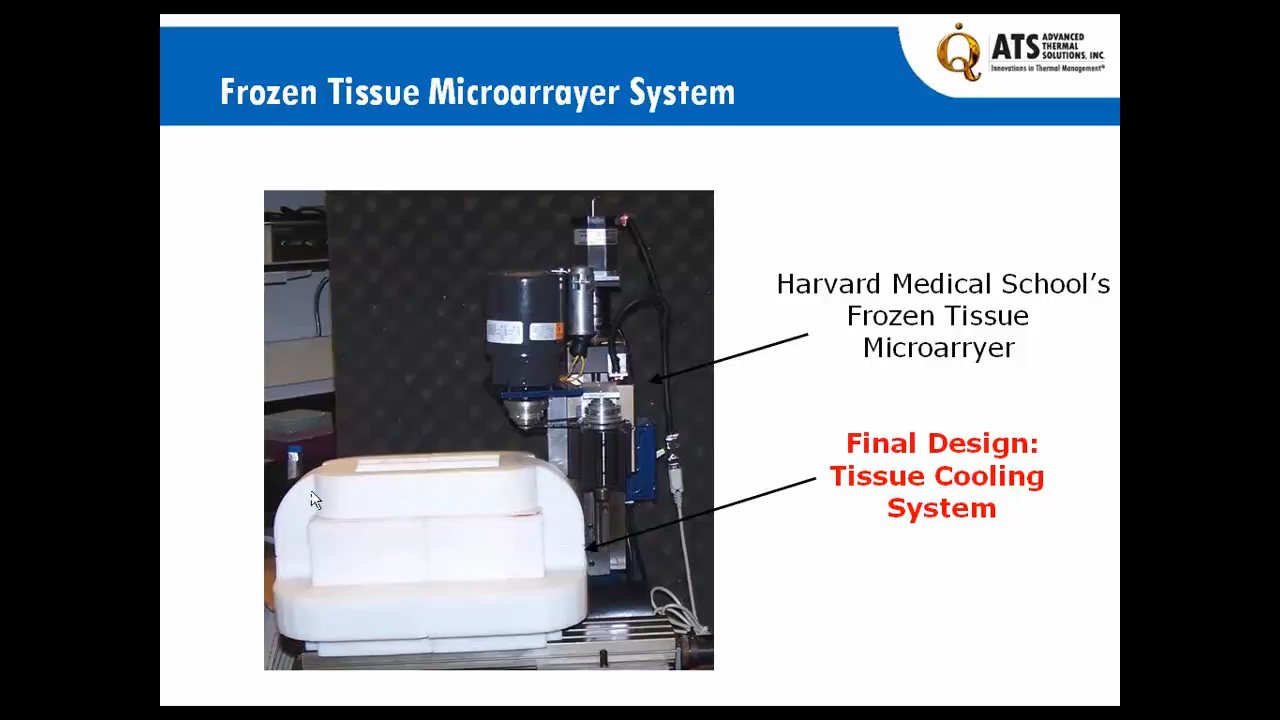 Frozen Tissue Microarrayer System
ATS ADVANCED
THERMAL
SOLUTIONS, INC.
Innovations in Thermal Management®
Harvard Medical School’s
Frozen Tissue
Microarryer
Final Design:
Tissue Cooling
System